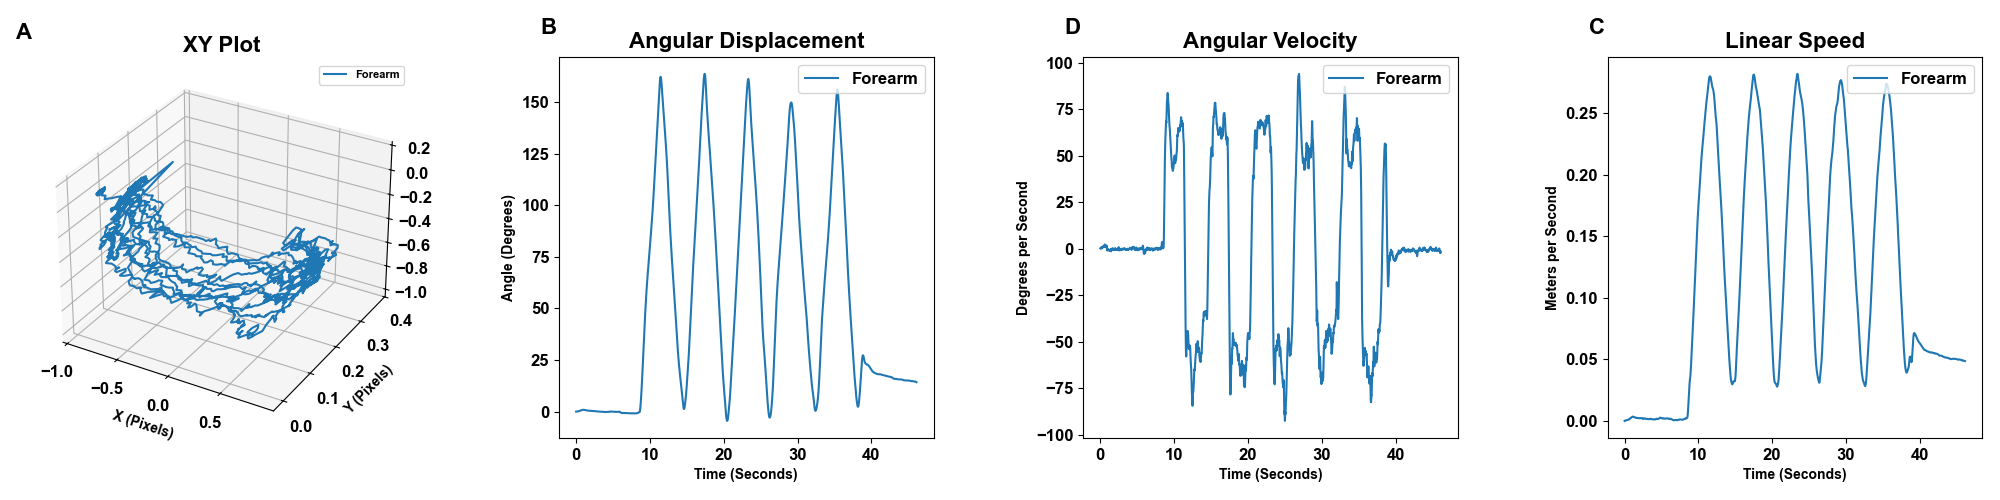 A
XY Plot
Forearm
0.2
0.0
−0.2
−0.4
−0.6
−0.8
−1.0
−1.0
−0.5
0.0
0.5
X (Pixels)
0.0
0.1
0.2
0.3
0.4
Y (Pixels)
B
Angular Displacement
Forearm
150
125
100
75
50
25
0
Angle (Degrees)
0 10 20 30 40
Time (Seconds)
D
Angular Velocity
Forearm
100
75
50
25
0
−25
−50
−75
−100
Degrees per Second
0 10 20 30 40
Time (Seconds)
C
Linear Speed
Forearm
0.25
0.20
0.15
0.10
0.05
0.00
Meters per Second
0 10 20 30 40
Time (Seconds)